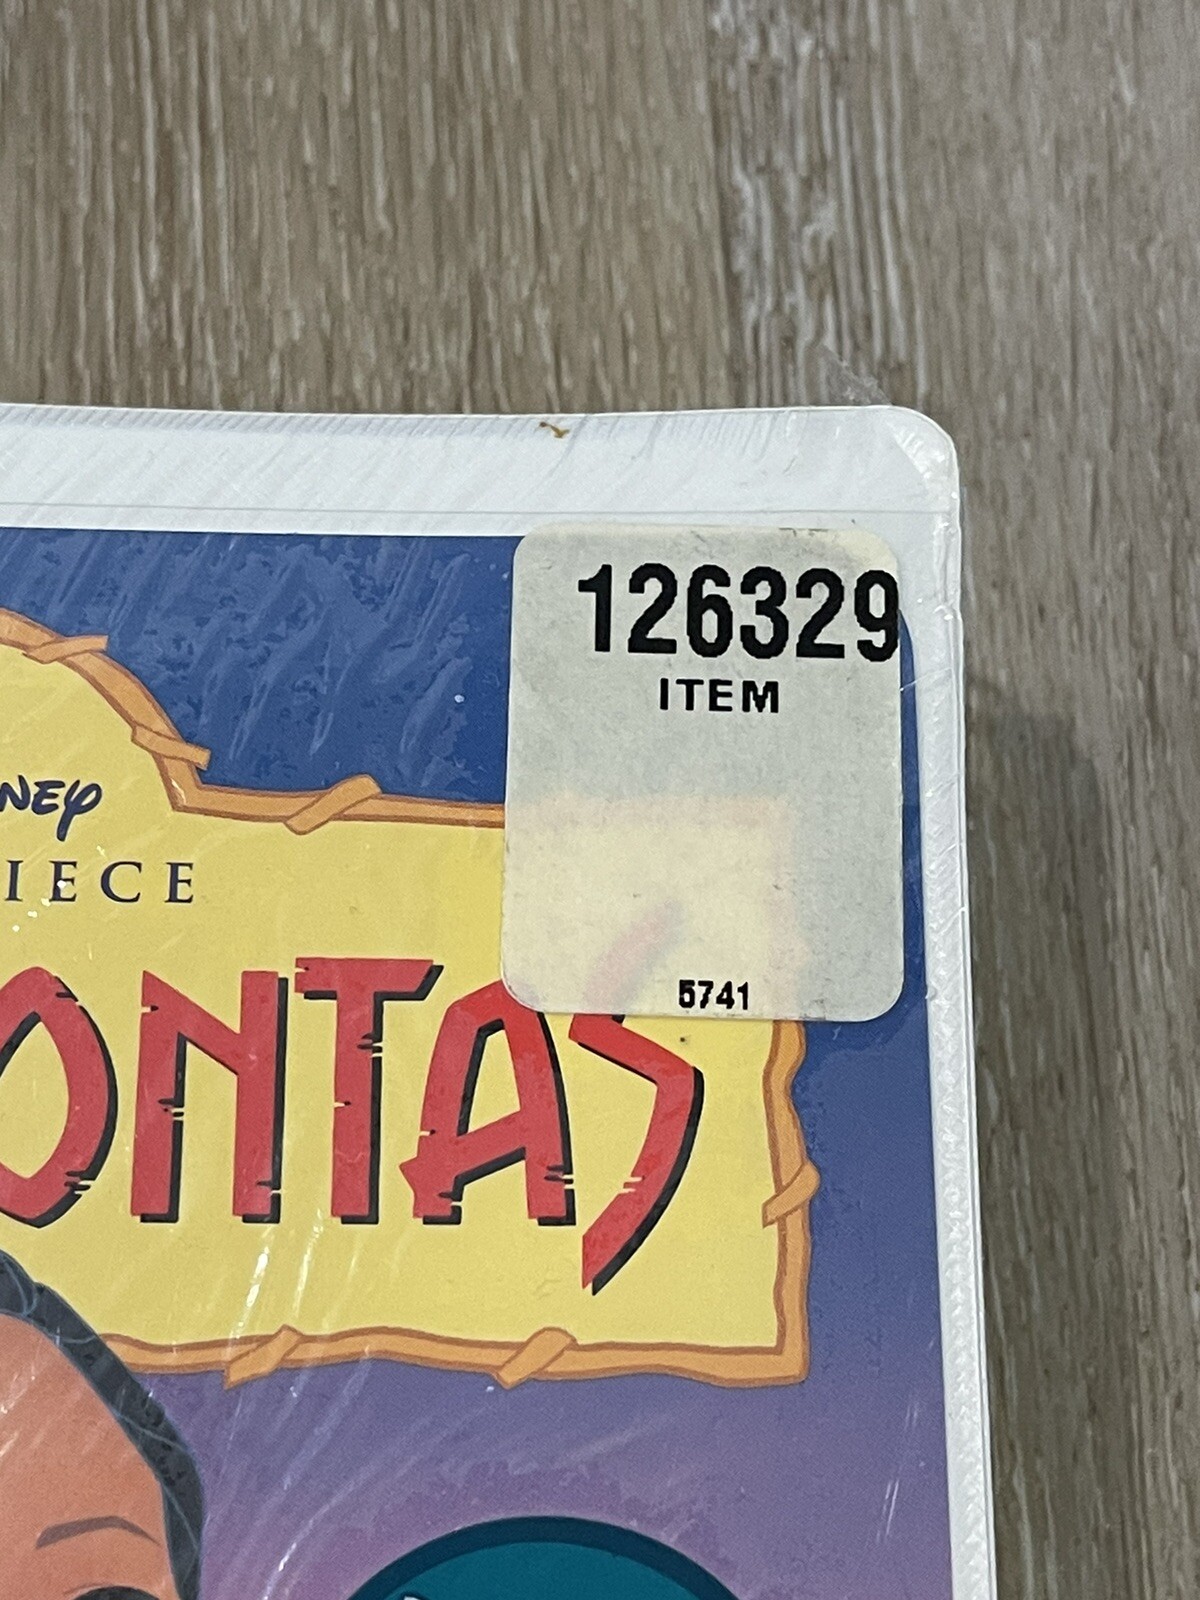 126329
ITEM
NEY
IECE
ONTAS
5741